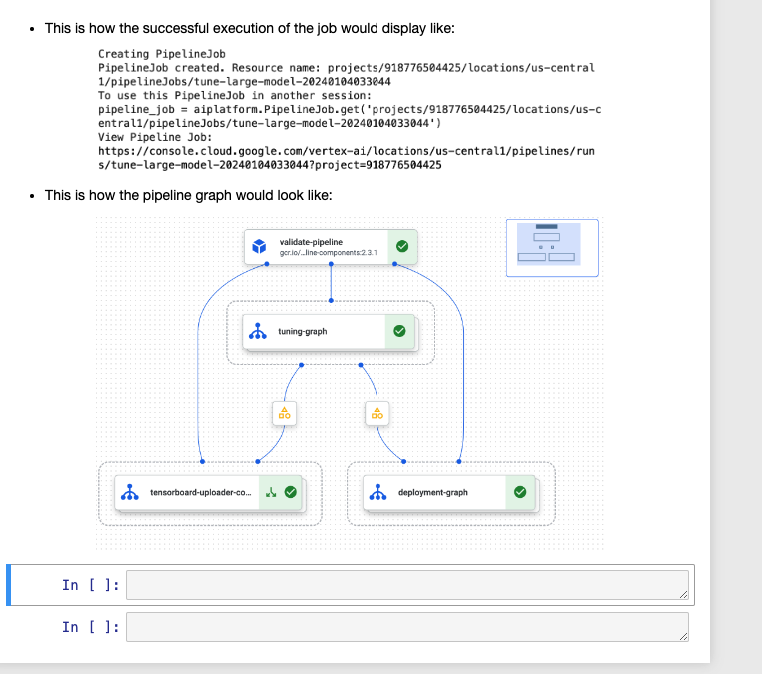 • This is how the successful execution of the job would display like:
Creating PipelineJob
PipelineJob created. Resource name: projects/918776504425/locations/us-central
1/pipelineJobs/tune-large-model-20240104033044
To use this PipelineJob in another session:
pipeline_job = aiplatform.PipelineJob.get('projects/918776504425/locations/us-c
entral1/pipelineJobs/tune-large-model-20240104033044')
View Pipeline Job:
https://console.cloud.google.com/vertex-ai/locations/us-central1/pipelines/run
s/tune-large-model-20240104033044?project=918776504425
• This is how the pipeline graph would look like:
validate-pipeline
gcr.io/...line-components:2.3.1
tuning-graph
tensorboard-uploader-co...
deployment-graph
In [ ]:
In [ ]: